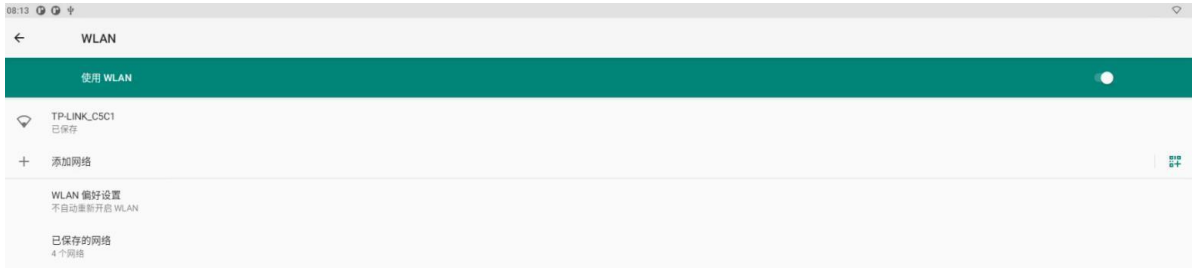 08:13
WLAN
使用 WLAN
TP-LINK_C5C1
已保存
添加网络
WLAN 偏好设置
不自动重新开启 WLAN
已保存的网络
4 个网络